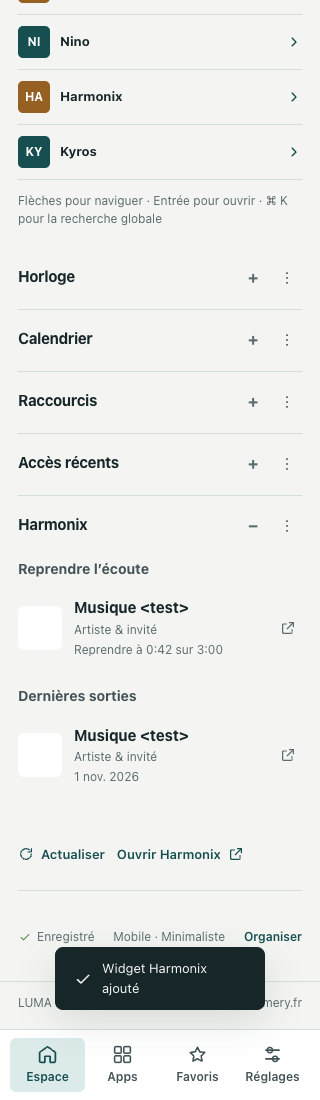 NI Nino
HA Harmonix
KY Kyros
Flèches pour naviguer · Entrée pour ouvrir · ⌘ K
pour la recherche globale
Horloge
Calendrier
Raccourcis
Accès récents
Harmonix
Reprendre l’écoute
Musique <test>
Artiste & invité
Reprendre à 0:42 sur 3:00
Dernières sorties
Musique <test>
Artiste & invité
1 nov. 2026
Actualiser Ouvrir Harmonix
Enregistré Mobile · Minimaliste Organiser
Widget Harmonix
ajouté
LUMA
Espace Apps Favoris Réglages